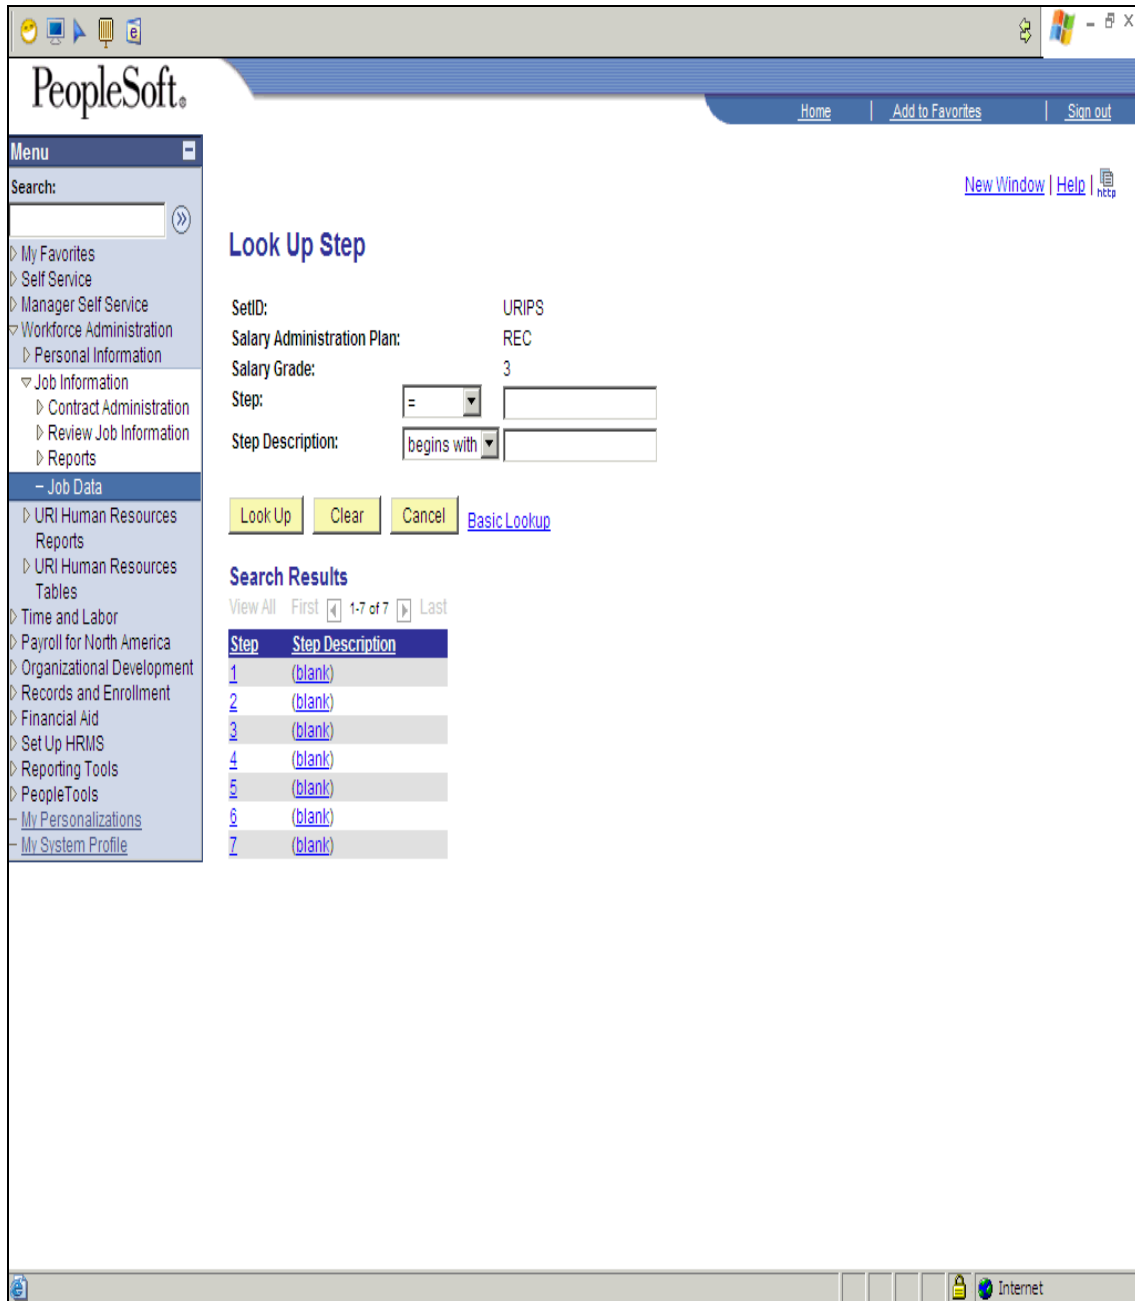 PeopleSoft®
Home | Add to Favorites | Sign out
Menu
Search:
New Window | Help | http
My Favorites
Self Service
Manager Self Service
Workforce Administration
Personal Information
Job Information
Contract Administration
Review Job Information
Reports
– Job Data
URI Human Resources
Reports
URI Human Resources
Tables
Time and Labor
Payroll for North America
Organizational Development
Records and Enrollment
Financial Aid
Set Up HRMS
Reporting Tools
PeopleTools
– My Personalizations
– My System Profile
Look Up Step
SetID: URIPS
Salary Administration Plan: REC
Salary Grade: 3
Step: =
Step Description: begins with
Look Up Clear Cancel Basic Lookup
Search Results
View All First 1-7 of 7 Last
Step Step Description
1 (blank)
2 (blank)
3 (blank)
4 (blank)
5 (blank)
6 (blank)
7 (blank)
Internet